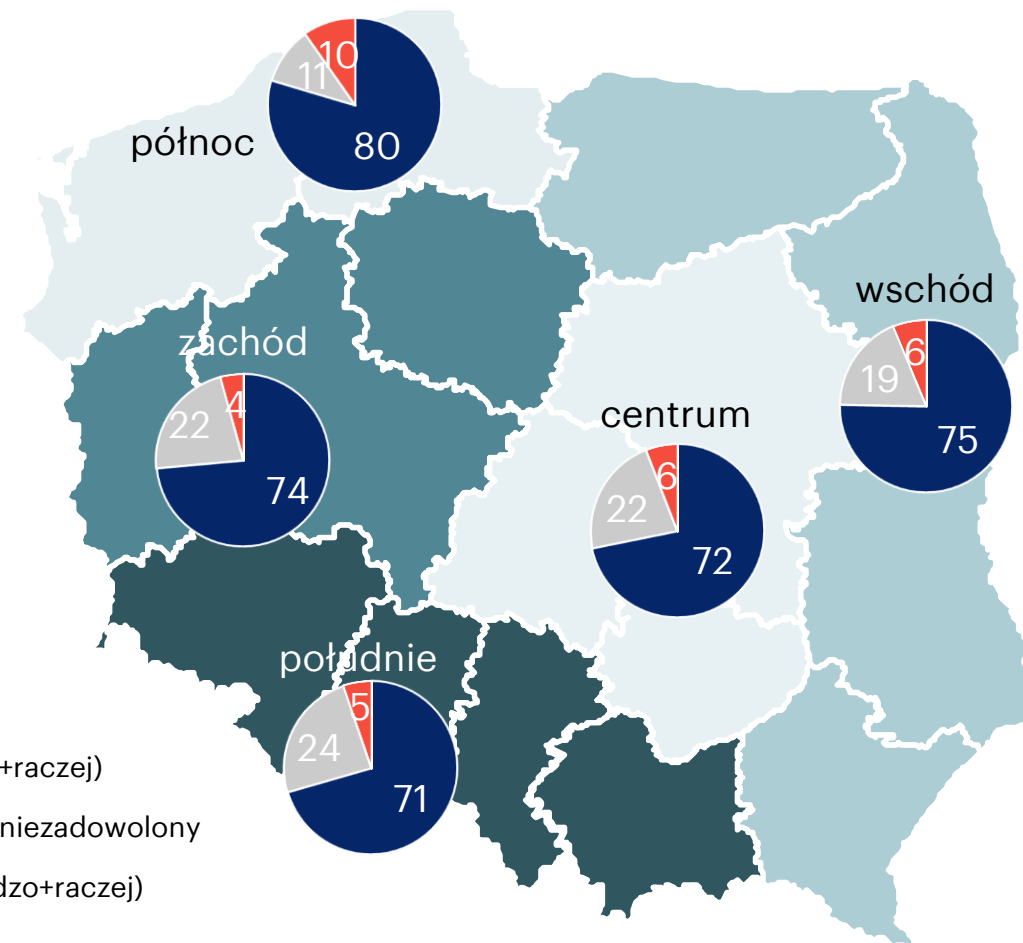 10
11
80
północ
wschód
6
19
75
zachód
4
22
74
centrum
6
22
72
południe
5
24
71
+raczej)
niezadowolony
dzo+raczej)